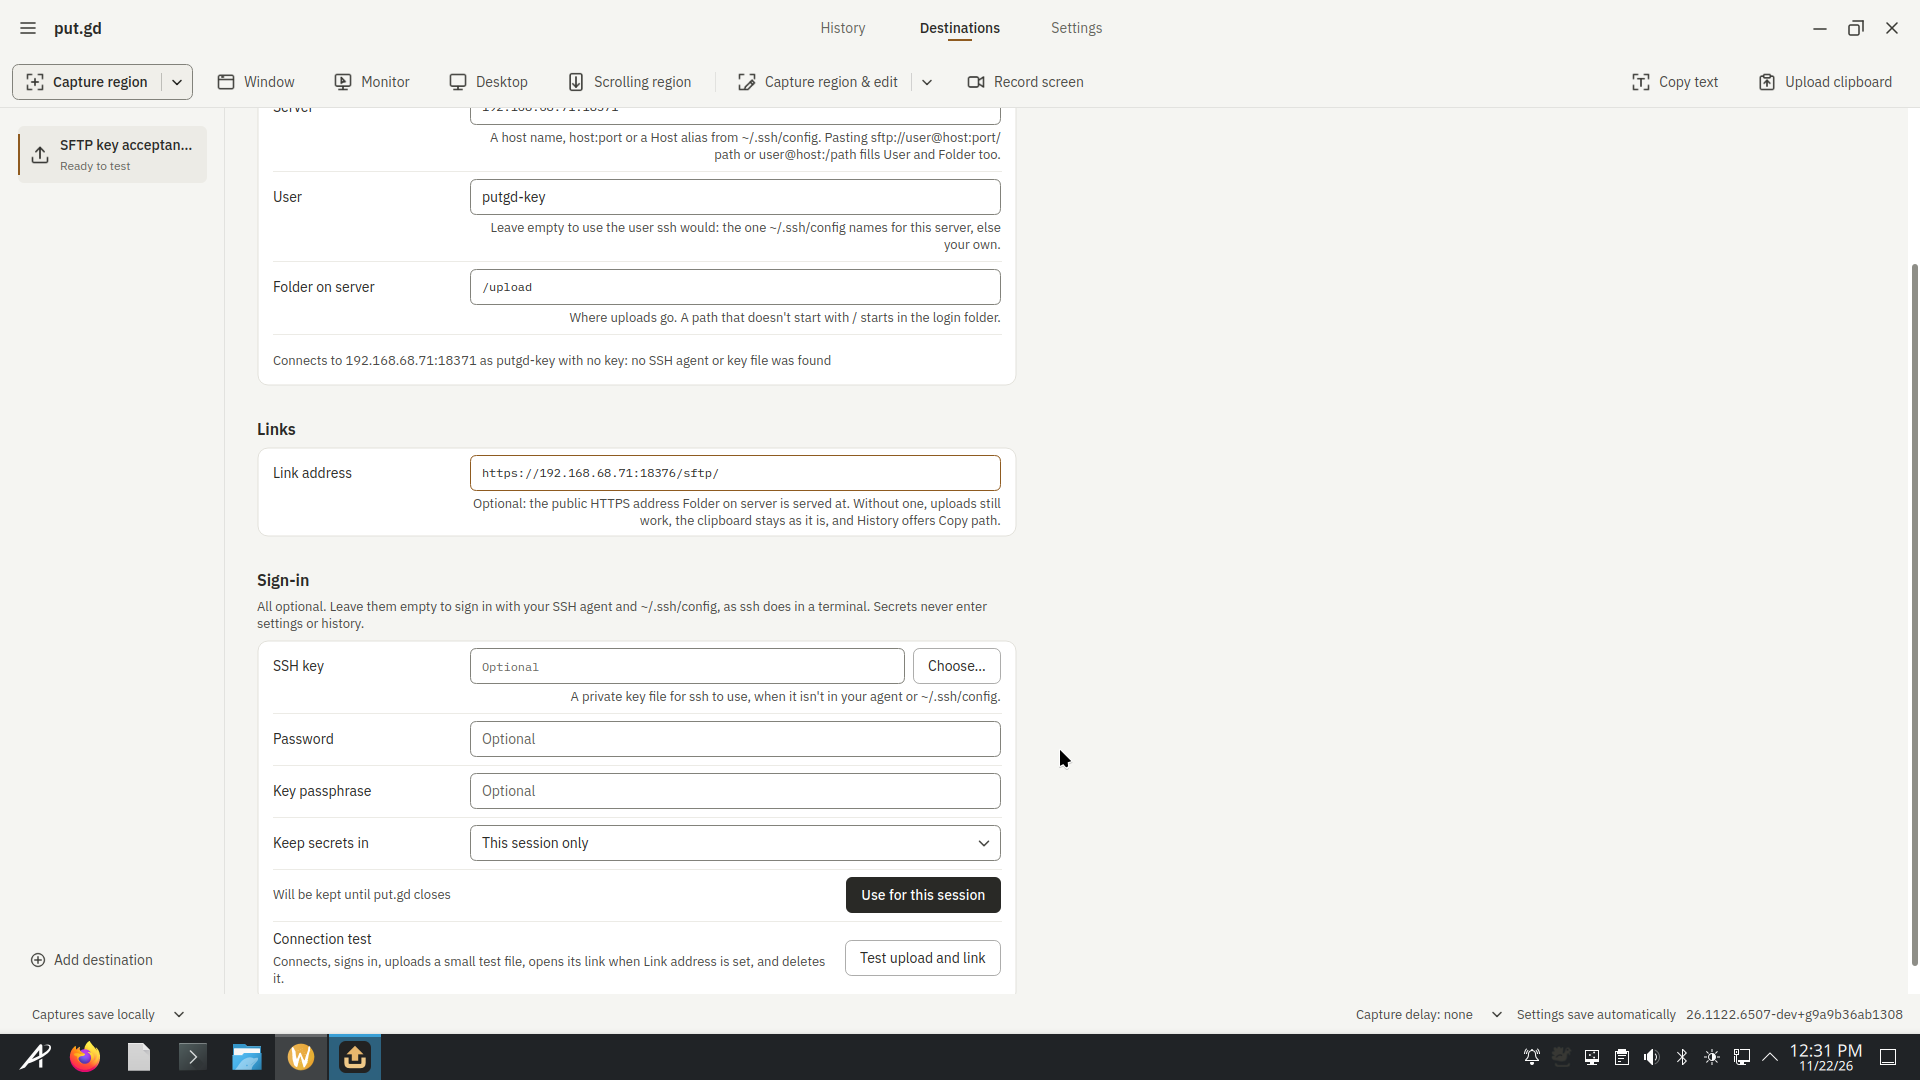 put.gd
History
Destinations
Settings
Capture region
Window
Monitor
Desktop
Scrolling region
Capture region & edit
Record screen
Copy text
Upload clipboard
SFTP key acceptan...
Ready to test
Server
192.168.68.71:18371
A host name, host:port or a Host alias from ~/.ssh/config. Pasting sftp://user@host:port/
path or user@host:/path fills User and Folder too.
User
putgd-key
Leave empty to use the user ssh would: the one ~/.ssh/config names for this server, else
your own.
Folder on server
/upload
Where uploads go. A path that doesn't start with / starts in the login folder.
Connects to 192.168.68.71:18371 as putgd-key with no key: no SSH agent or key file was found
Links
Link address
https://192.168.68.71:18376/sftp/
Optional: the public HTTPS address Folder on server is served at. Without one, uploads still
work, the clipboard stays as it is, and History offers Copy path.
Sign-in
All optional. Leave them empty to sign in with your SSH agent and ~/.ssh/config, as ssh does in a terminal. Secrets never enter
settings or history.
SSH key
Optional
Choose...
A private key file for ssh to use, when it isn't in your agent or ~/.ssh/config.
Password
Optional
Key passphrase
Optional
Keep secrets in
This session only
Will be kept until put.gd closes
Use for this session
Connection test
Connects, signs in, uploads a small test file, opens its link when Link address is set, and deletes
it.
Test upload and link
Add destination
Captures save locally
Capture delay: none
Settings save automatically
26.1122.6507-dev+g9a9b36ab1308
12:31 PM
11/22/26